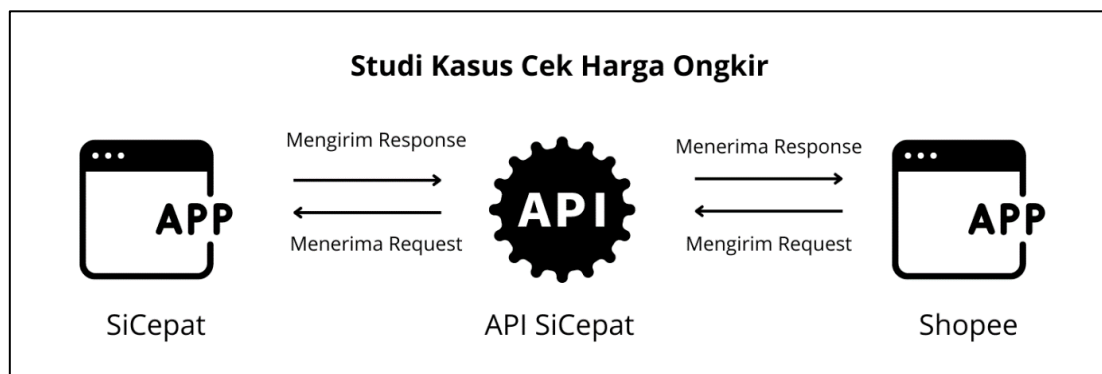 Studi Kasus Cek Harga Ongkir
Mengirim Response
Menerima Request
Menerima Response
Mengirim Request
APP
API
APP
SiCepat
API SiCepat
Shopee